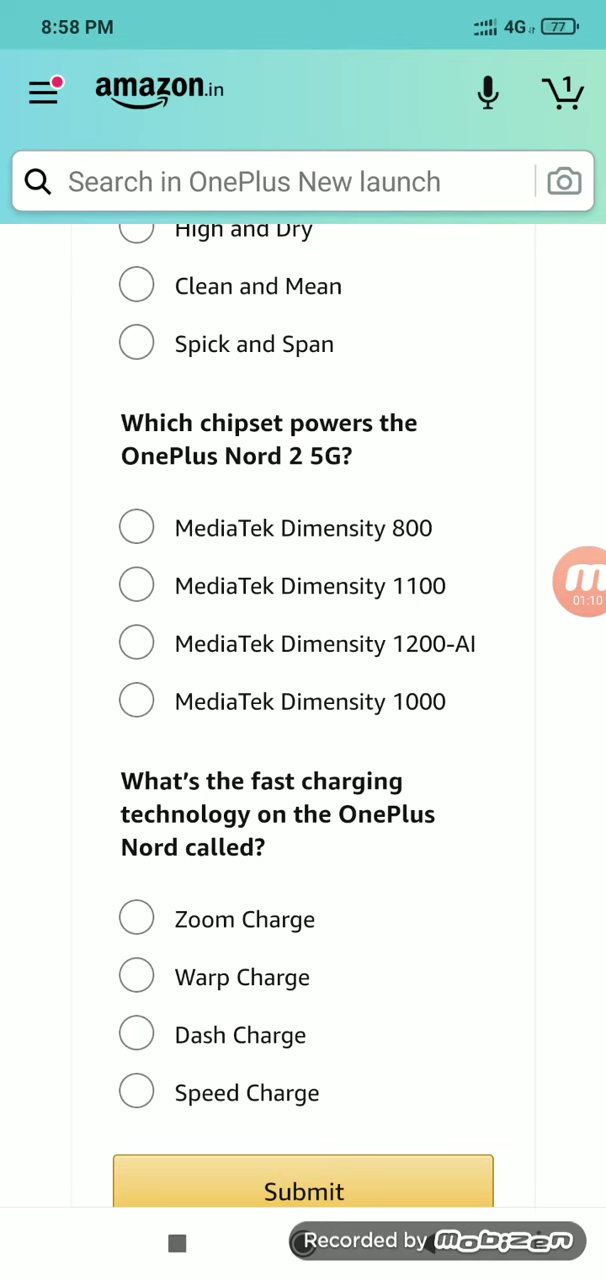 8:58 PM 4G 77
amazon.in 1
Search in OnePlus New launch
High and Dry
Clean and Mean
Spick and Span
Which chipset powers the
OnePlus Nord 2 5G?
MediaTek Dimensity 800
MediaTek Dimensity 1100
MediaTek Dimensity 1200-AI
MediaTek Dimensity 1000
m
01:10
What's the fast charging
technology on the OnePlus
Nord called?
Zoom Charge
Warp Charge
Dash Charge
Speed Charge
Submit
Recorded by mobizen